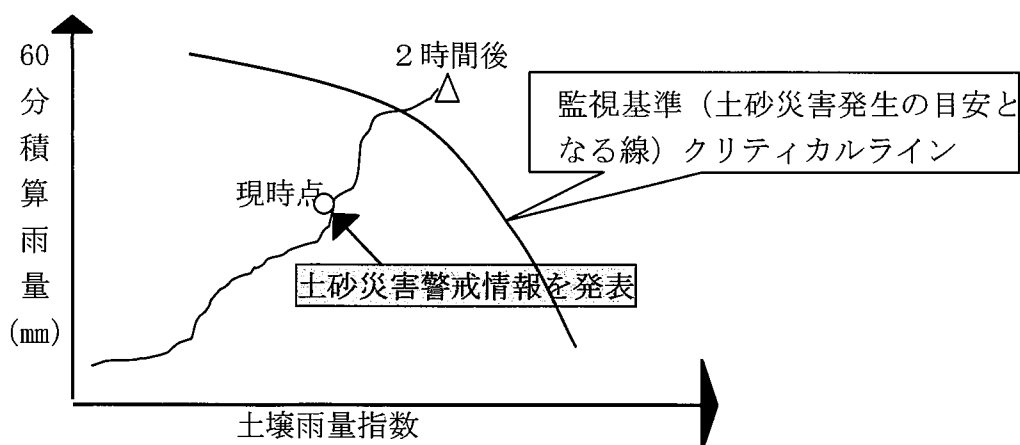 60
分
積
算
雨
量
(mm)
2時間後
監視基準（土砂災害発生の目安と
なる線）クリティカルライン
現時点
土砂災害警戒情報を発表
土壌雨量指数